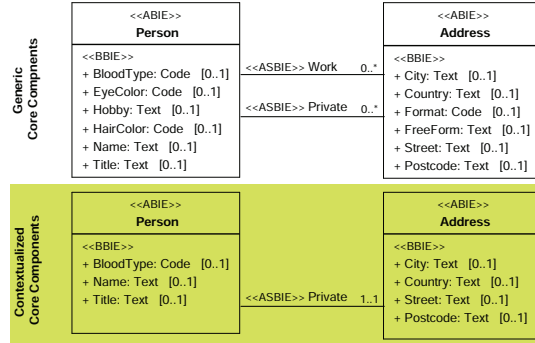 Generic
Core Compnents
<<ABIE>>
Person
<<BBIE>>
+ BloodType: Code [0..1]
+ EyeColor: Code [0..1]
+ Hobby: Text [0..1]
+ HairColor: Code [0..1]
+ Name: Text [0..1]
+ Title: Text [0..1]
<<ASBIE>> Work 0..*
<<ASBIE>> Private 0..*
<<ABIE>>
Address
<<BBIE>>
+ City: Text [0..1]
+ Country: Text [0..1]
+ Format: Code [0..1]
+ FreeForm: Text [0..1]
+ Street: Text [0..1]
+ Postcode: Text [0..1]
Contextualized
Core Components
<<ABIE>>
Person
<<BBIE>>
+ BloodType: Code [0..1]
+ Name: Text [0..1]
+ Title: Text [0..1]
<<ASBIE>> Private 1..1
<<ABIE>>
Address
<<BBIE>>
+ City: Text [0..1]
+ Country: Text [0..1]
+ Street: Text [0..1]
+ Postcode: Text [0..1]